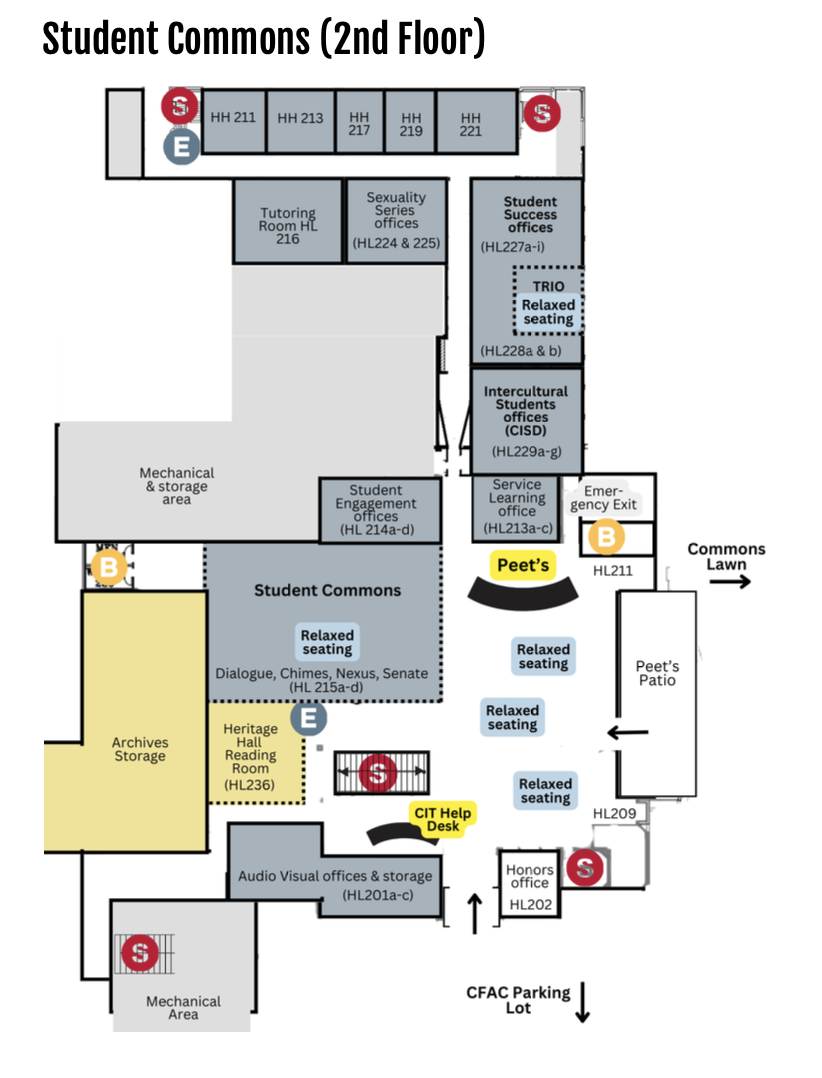 Student Commons (2nd Floor)
S
E
HH 211
HH 213
HH
217
HH
219
HH
221
S
Tutoring
Room HL
216
Sexuality
Series
offices
(HL224 & 225)
Student
Success
offices
(HL227a-i)
TRIO
Relaxed
seating
(HL228a & b)
Intercultural
Students
offices
(CISD)
(HL229a-g)
Mechanical
& storage
area
Student
Engagement
offices
(HL 214a-d)
Service
Learning
office
(HL213a-c)
Emer-
gency Exit
B
HL211
Commons
Lawn
B
Peet's
Student Commons
Relaxed
seating
Dialogue, Chimes, Nexus, Senate
(HL 215a-d)
Relaxed
seating
Peet's
Patio
Relaxed
seating
Archives
Storage
Heritage
Hall
Reading
Room
(HL236)
E
S
Relaxed
seating
CIT Help
Desk
HL209
Audio Visual offices & storage
(HL201a-c)
Honors
office
HL202
S
S
Mechanical
Area
CFAC Parking
Lot